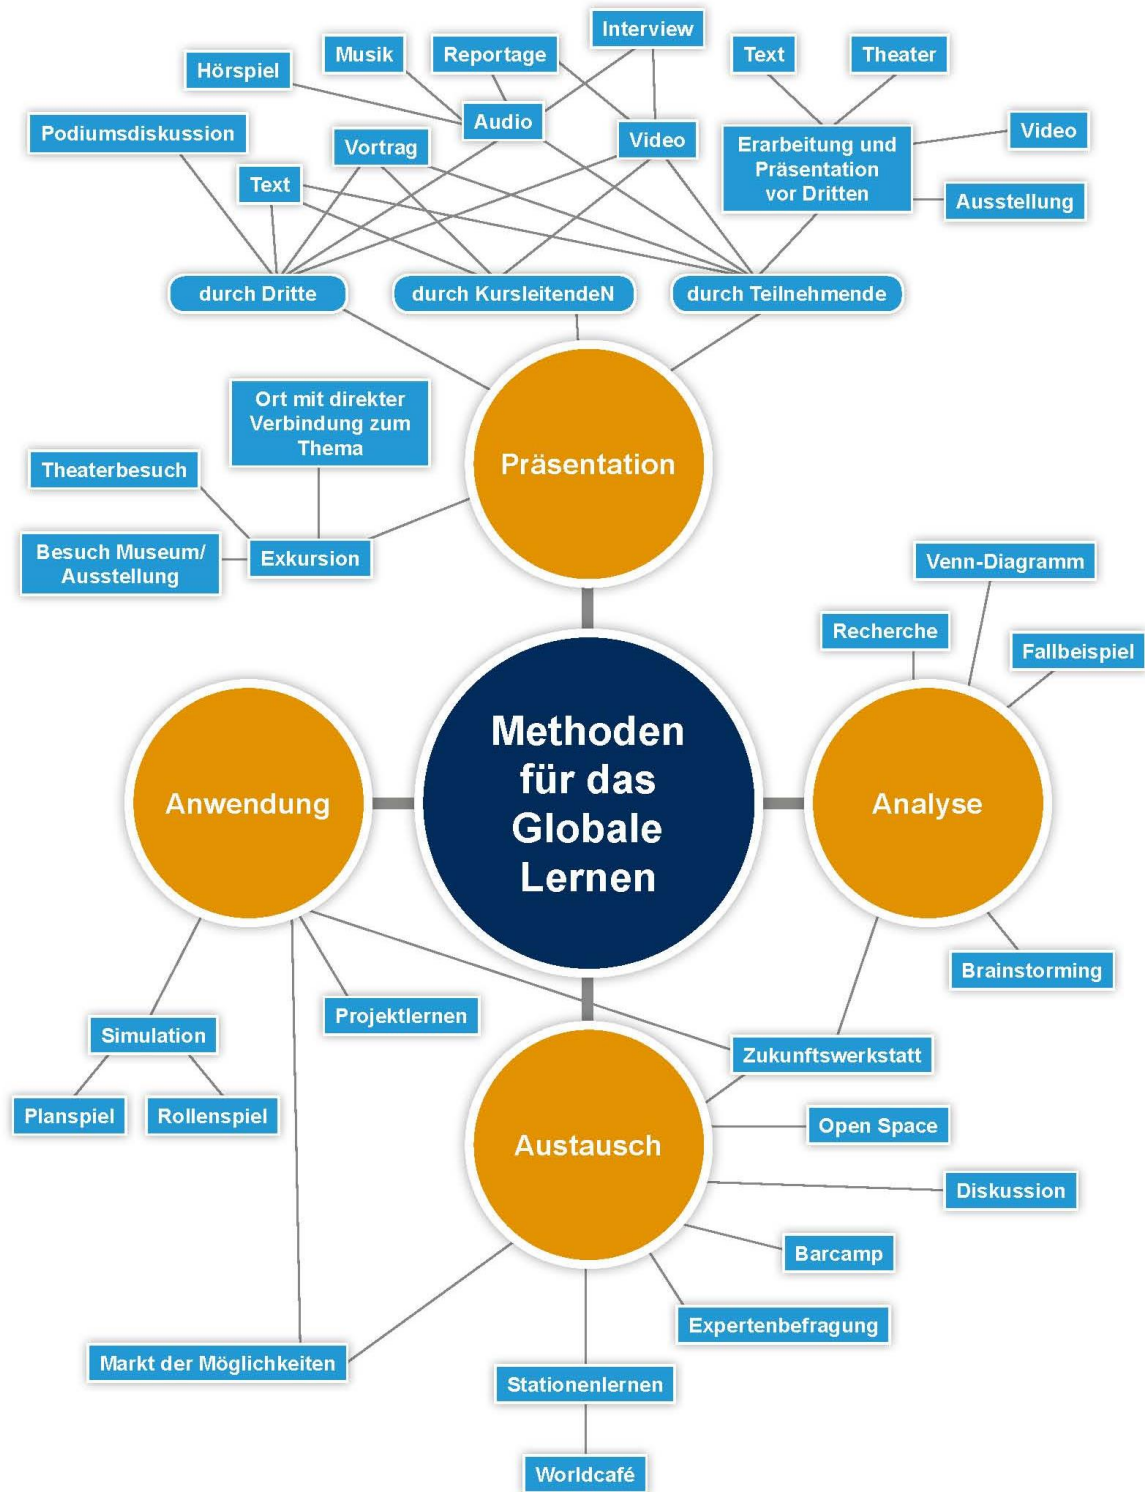 Interview
Musik
Reportage
Text
Theater
Hörspiel
Audio
Podiumsdiskussion
Vortrag
Video
Erarbeitung und
Präsentation
vor Dritten
Video
Text
Ausstellung
durch Dritte
durch KursleitendeN
durch Teilnehmende
Ort mit direkter
Verbindung zum
Thema
Präsentation
Theaterbesuch
Besuch Museum/
Ausstellung
Exkursion
Venn-Diagramm
Recherche
Fallbeispiel
Methoden
für das
Globale
Lernen
Anwendung
Analyse
Brainstorming
Projektlernen
Simulation
Zukunftswerkstatt
Planspiel
Rollenspiel
Open Space
Austausch
Diskussion
Barcamp
Expertenbefragung
Markt der Möglichkeiten
Stationenlernen
Worldcafé